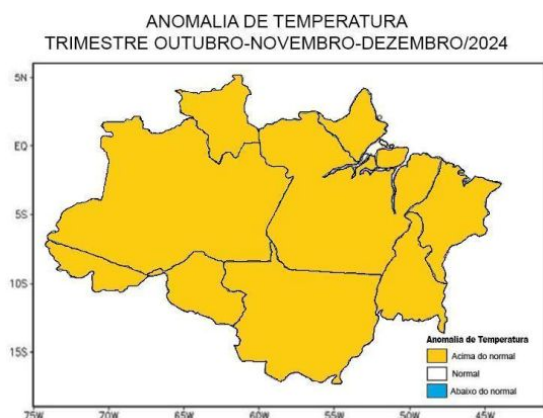 ANOMALIA DE TEMPERATURA
TRIMESTRE OUTUBRO-NOVEMBRO-DEZEMBRO/2024
5N
EQ
5S
10S
15S
Anomalia de Temperatura
Acima do normal
Normal
Abaixo do normal
75W 70W 65W 60W 55W 50W 45W